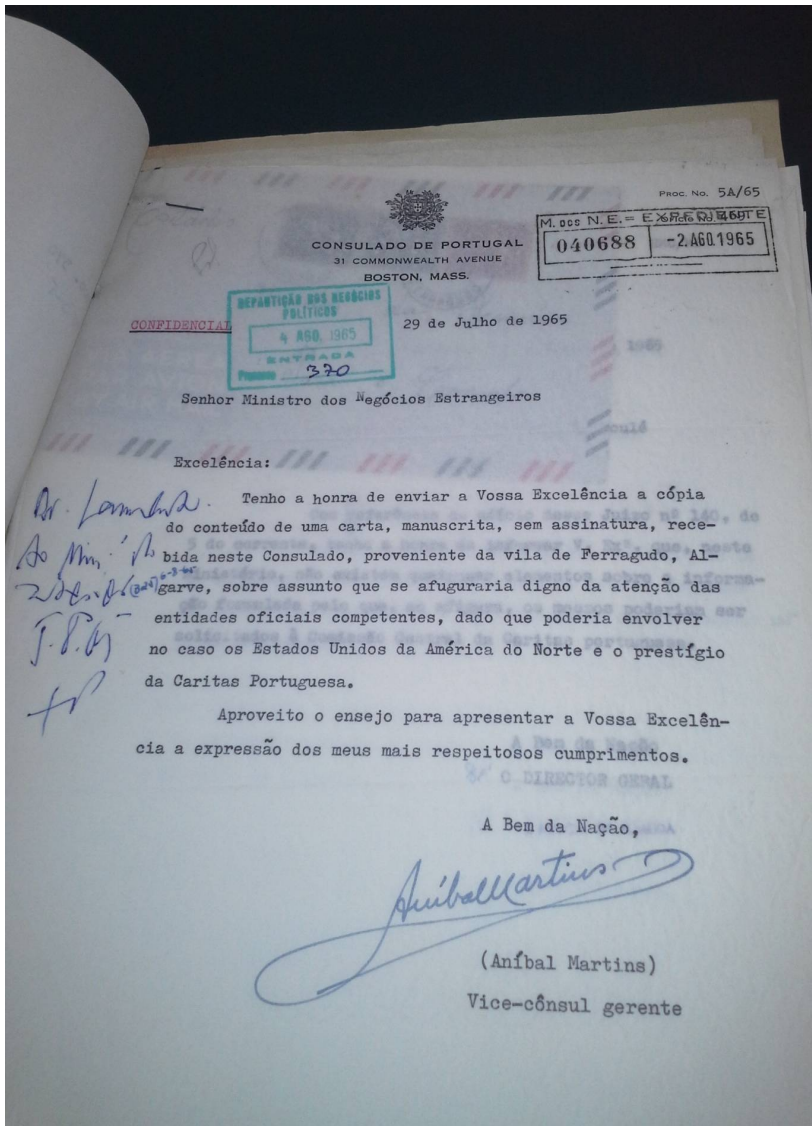 PROC. No. 5A/65
M. DOS N. E. = EXPEDIENTE
040688 -2. AGO. 1965
CONSULADO DE PORTUGAL
31 COMMONWEALTH AVENUE
BOSTON, MASS.
REPARTIÇÃO DOS NEGÓCIOS
POLÍTICOS
4 AGO. 1965
ENTRADA
Processo 370
CONFIDENCIAL
29 de Julho de 1965
Senhor Ministro dos Negócios Estrangeiros
Excelência:
Tenho a honra de enviar a Vossa Excelência a cópia
do conteúdo de uma carta, manuscrita, sem assinatura, rece-
bida neste Consulado, proveniente da vila de Ferragudo, Al-
garve, sobre assunto que se afuguraria digno da atenção das
entidades oficiais competentes, dado que poderia envolver
no caso os Estados Unidos da América do Norte e o prestígio
da Caritas Portuguesa.
Aproveito o ensejo para apresentar a Vossa Excelên-
cia a expressão dos meus mais respeitosos cumprimentos.
O DIRECTOR GERAL
A Bem da Nação,
Aníbal Martins
(Aníbal Martins)
Vice-cônsul gerente